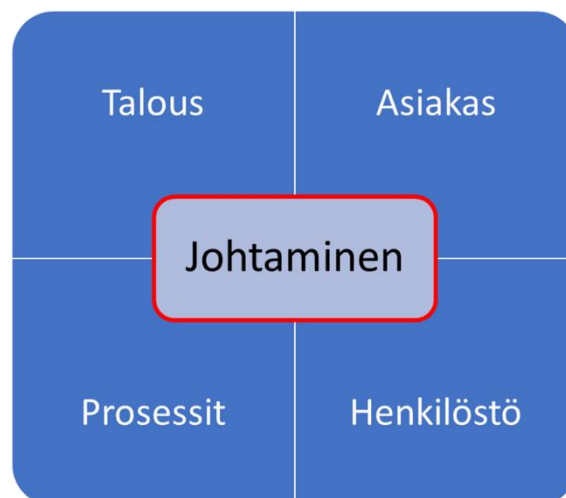 Talous
Asiakas
Johtaminen
Prosessit
Henkilöstö